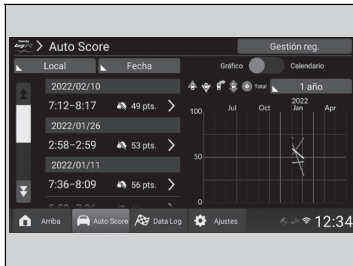 Honda
LogR > Auto Score
Gestión reg.
Local
Fecha
Gráfico
Calendario
2022/02/10
7:12–8:17 49 pts. >
2022/01/26
2:58–2:59 53 pts. >
2022/01/11
7:36–8:09 56 pts. >
Total
1 año
100
50
0
Jul
Oct
2022
Jan
Apr
Arriba
Auto Score
Data Log
Ajustes
12:34